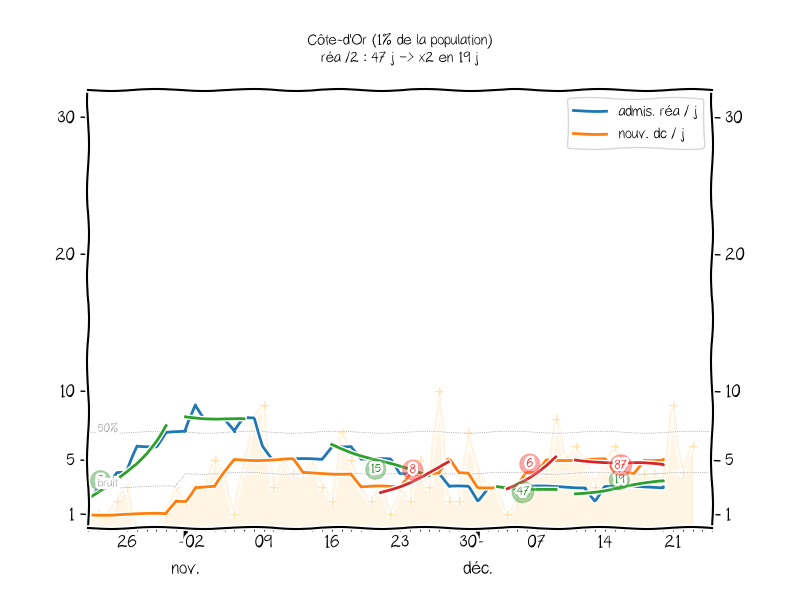 Côte-d'Or (1% de la population)
réa /2 : 47 j -> x2 en 19 j
admis. réa / j
nouv. dc / j
30 30
20 20
10 10
50%
5 5
15 8 6 87
bruit 47 19
1 1
26 02 09 16 23 30 07 14 21
nov. déc.